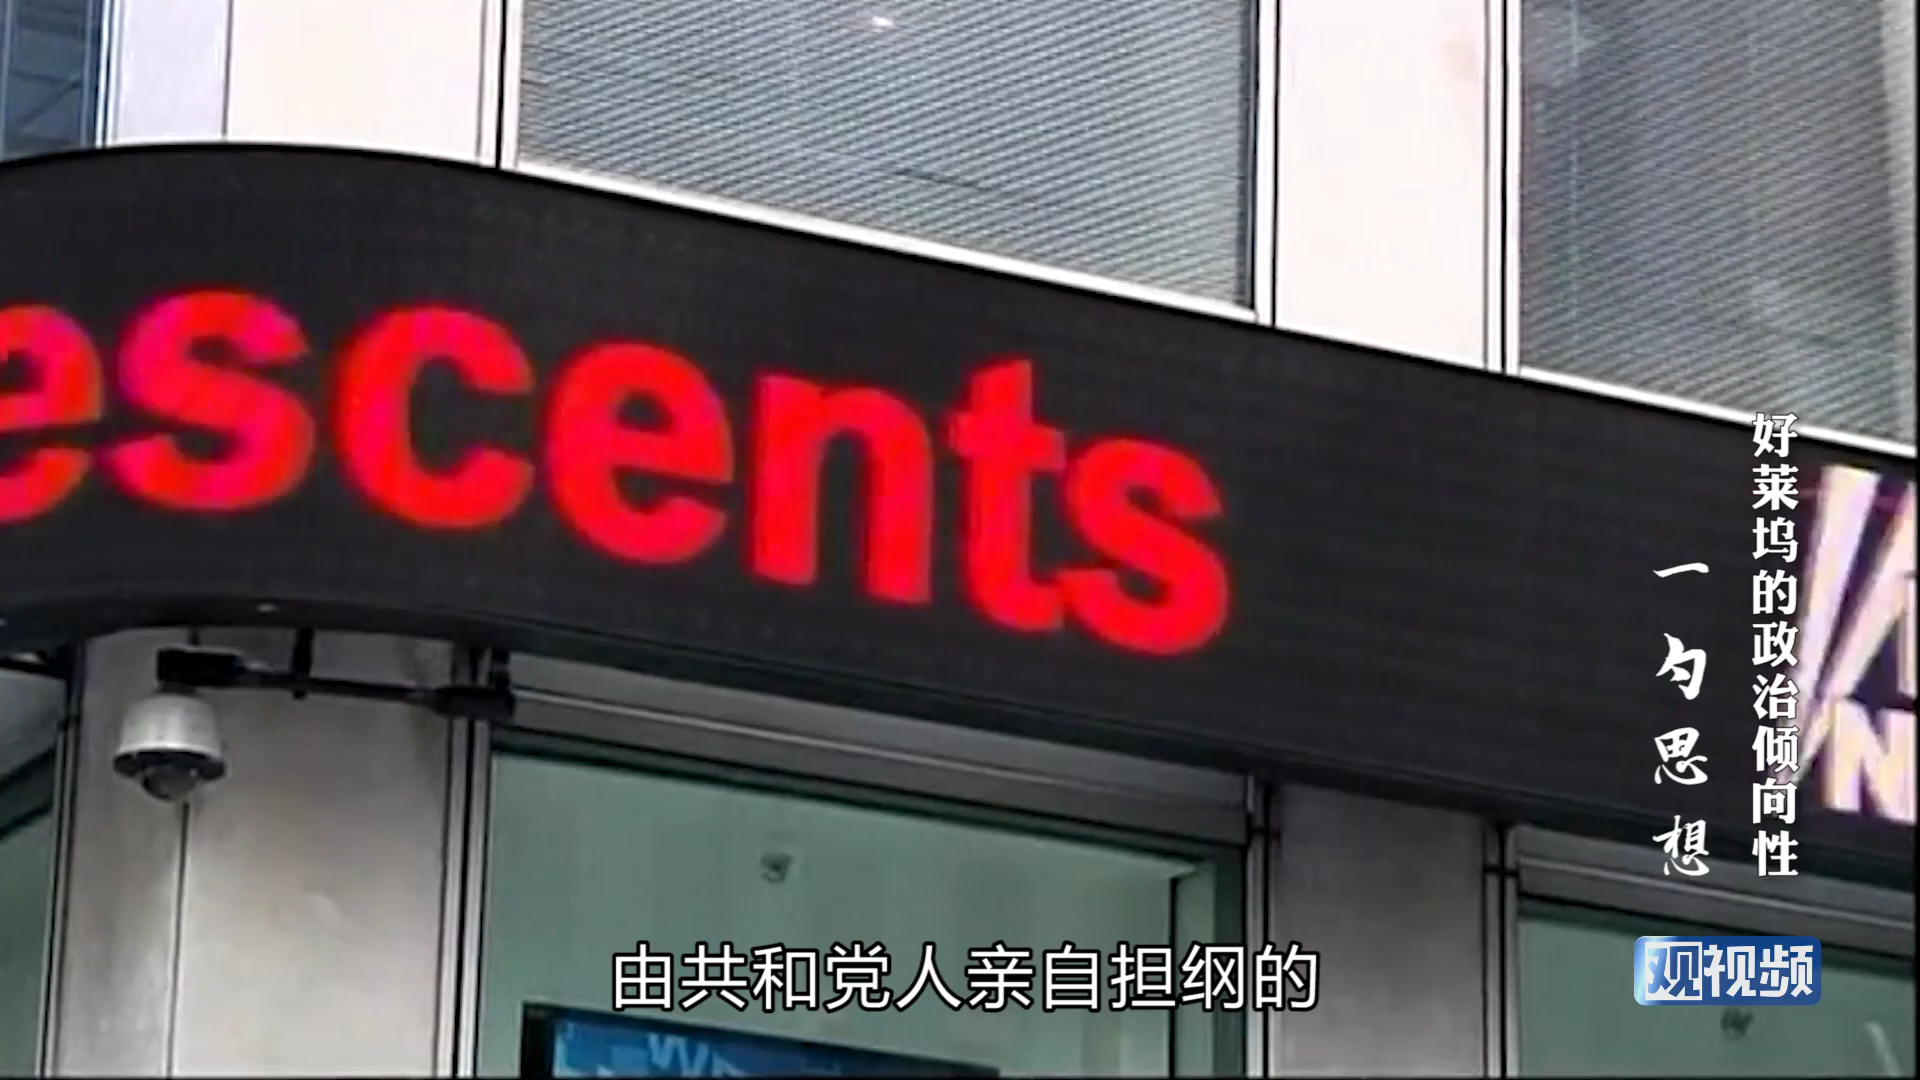 escents
好莱坞的政治倾向性
一勺思想
由共和党人亲自担纲的
观视频